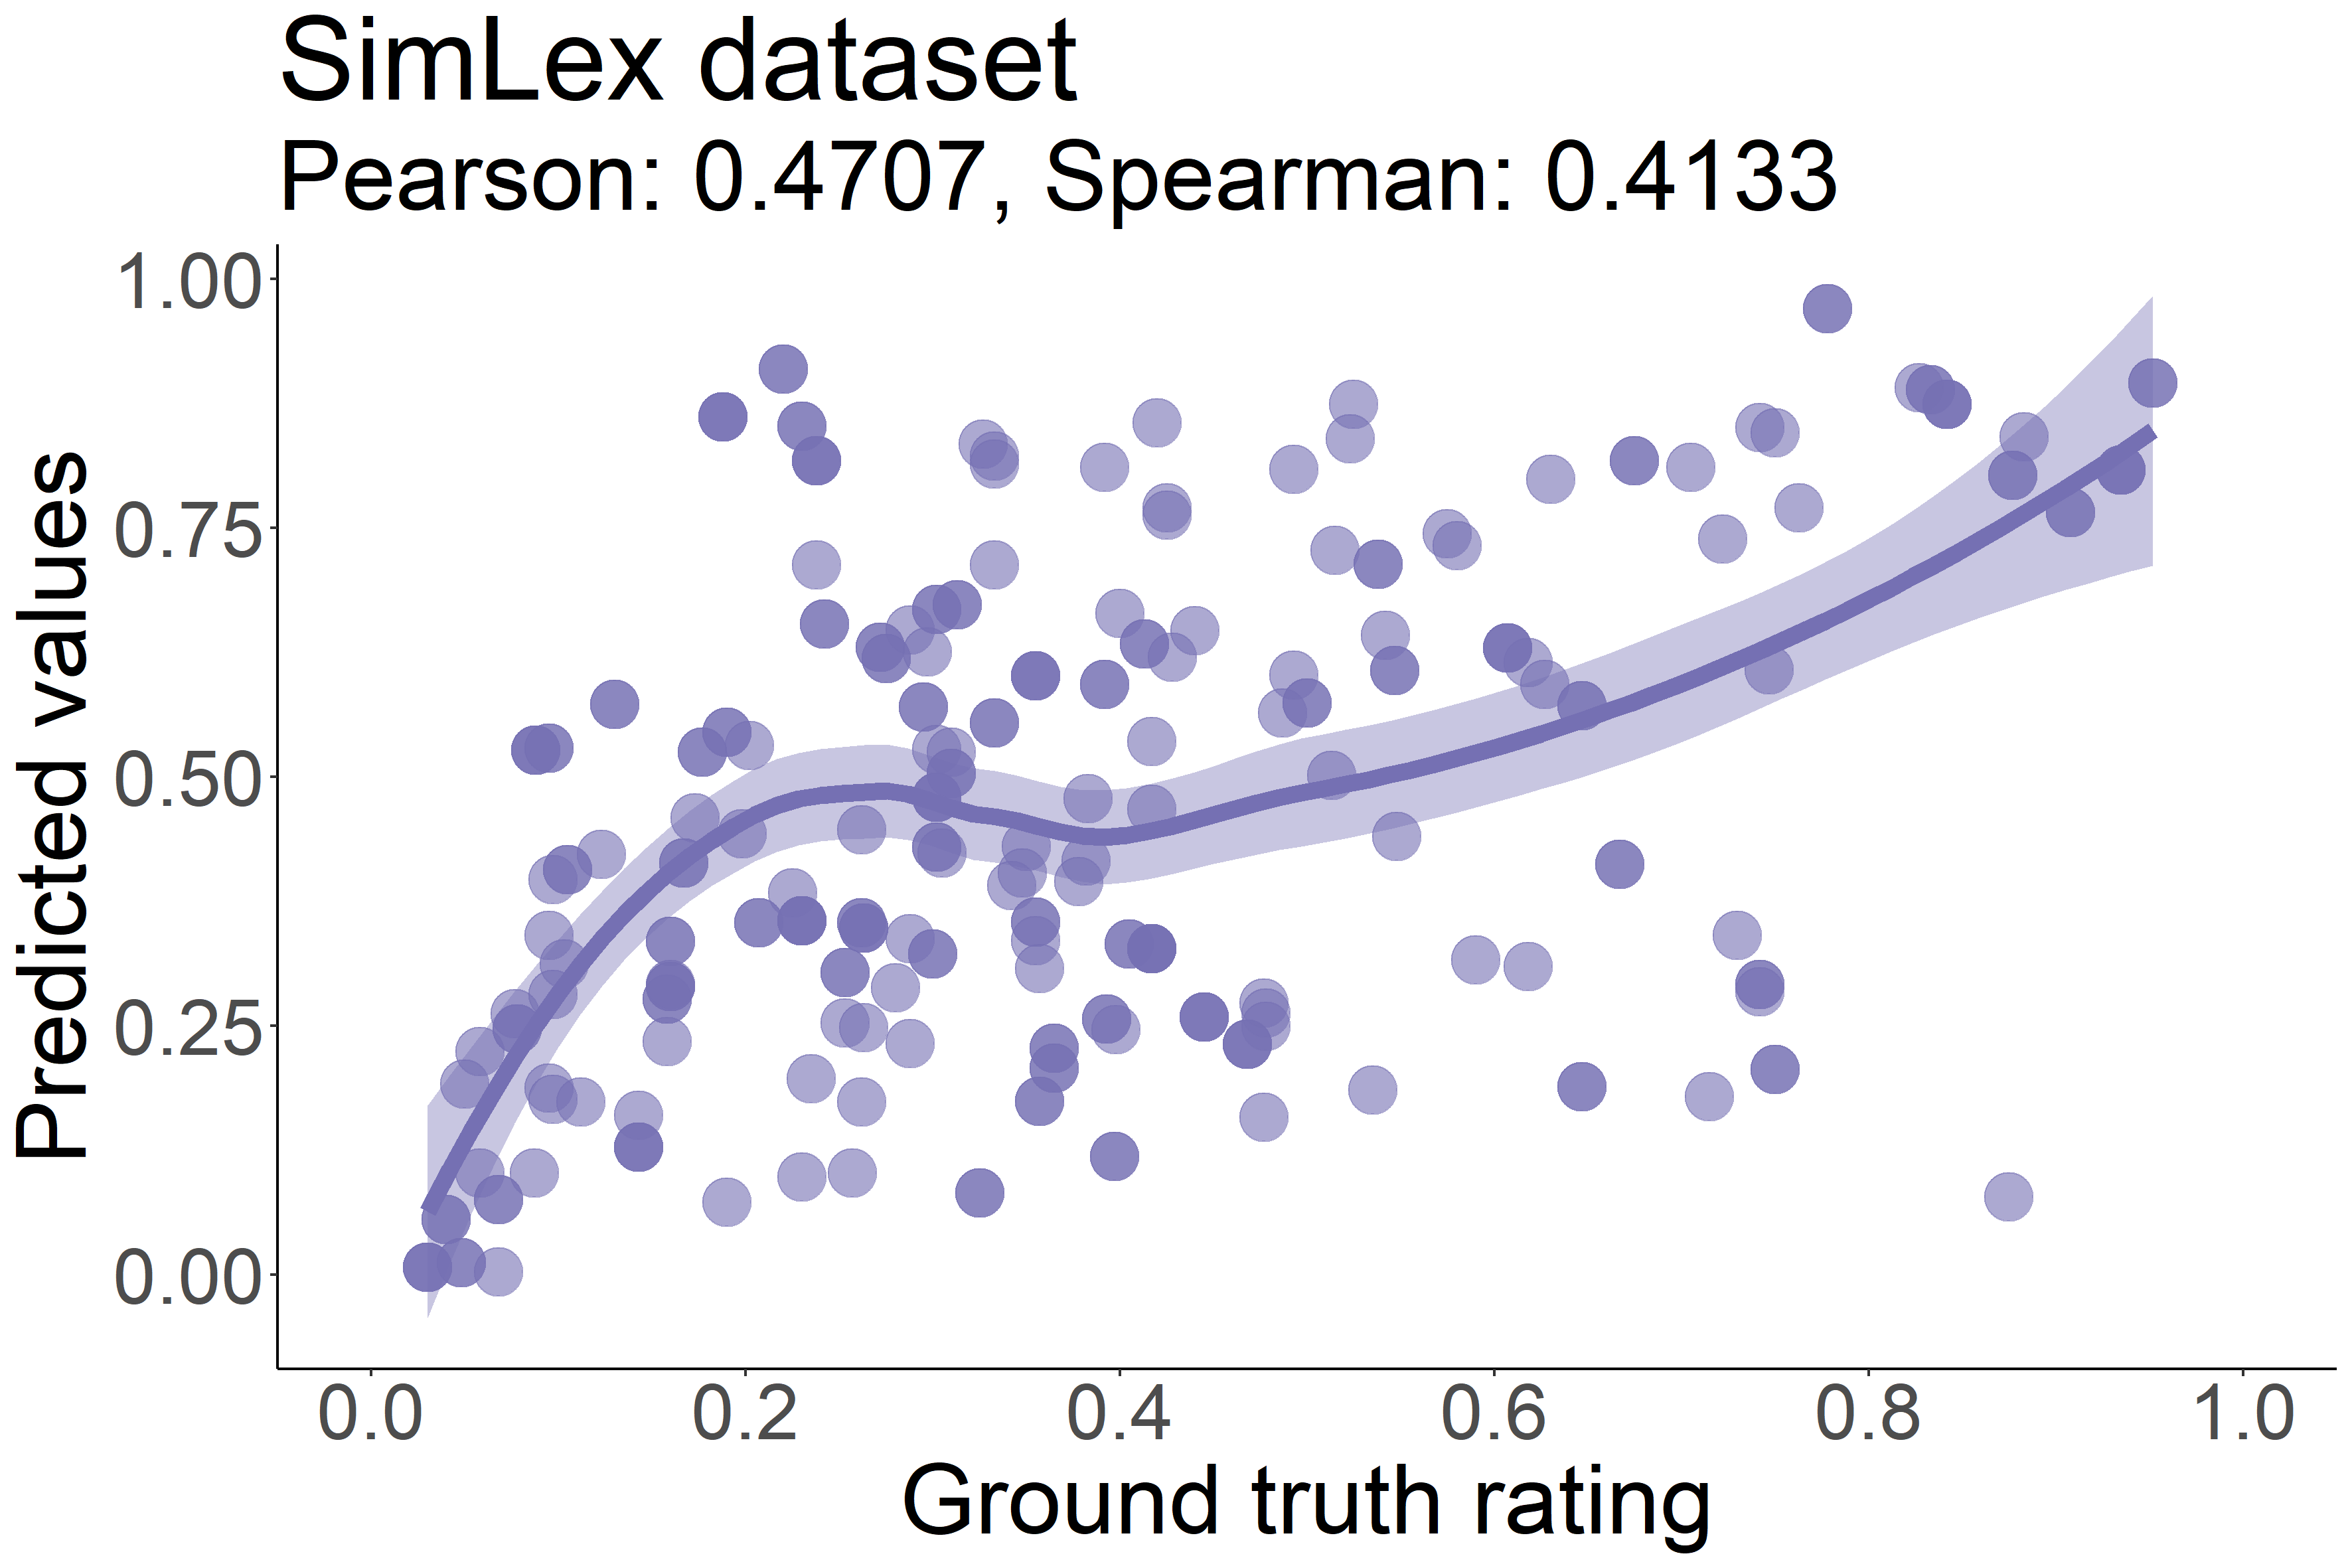 SimLex dataset
Pearson: 0.4707, Spearman: 0.4133
Predicted values
1.00
0.75
0.50
0.25
0.00
0.0 0.2 0.4 0.6 0.8 1.0
Ground truth rating